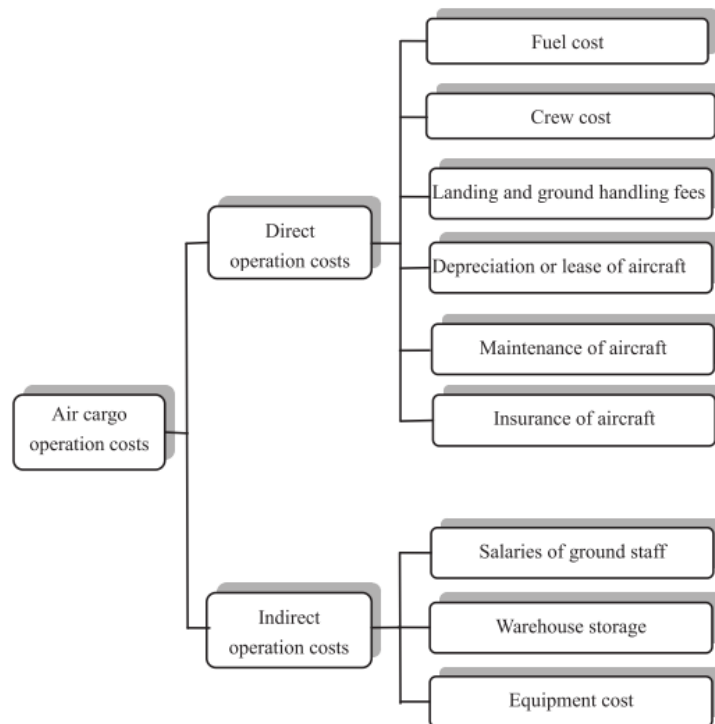 Air cargo
operation costs
Direct
operation costs
Fuel cost
Crew cost
Landing and ground handling fees
Depreciation or lease of aircraft
Maintenance of aircraft
Insurance of aircraft
Indirect
operation costs
Salaries of ground staff
Warehouse storage
Equipment cost